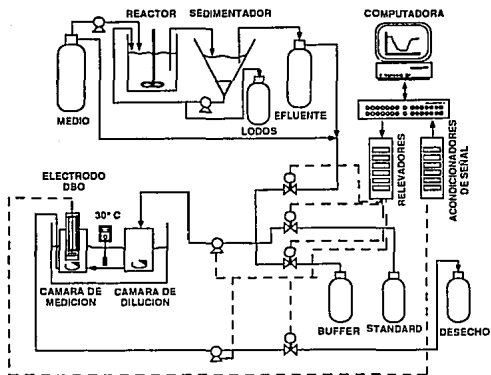 REACTOR SEDIMENTADOR
COMPUTADORA
MEDIO
LODOS
EFLUENTE
RELEVADORES
ACONDICIONADORES
DE SEÑAL
ELECTRODO
DBO
30° C
CAMARA DE
MEDICION
CAMARA DE
DILUCION
BUFFER
STANDARD
DESECHO